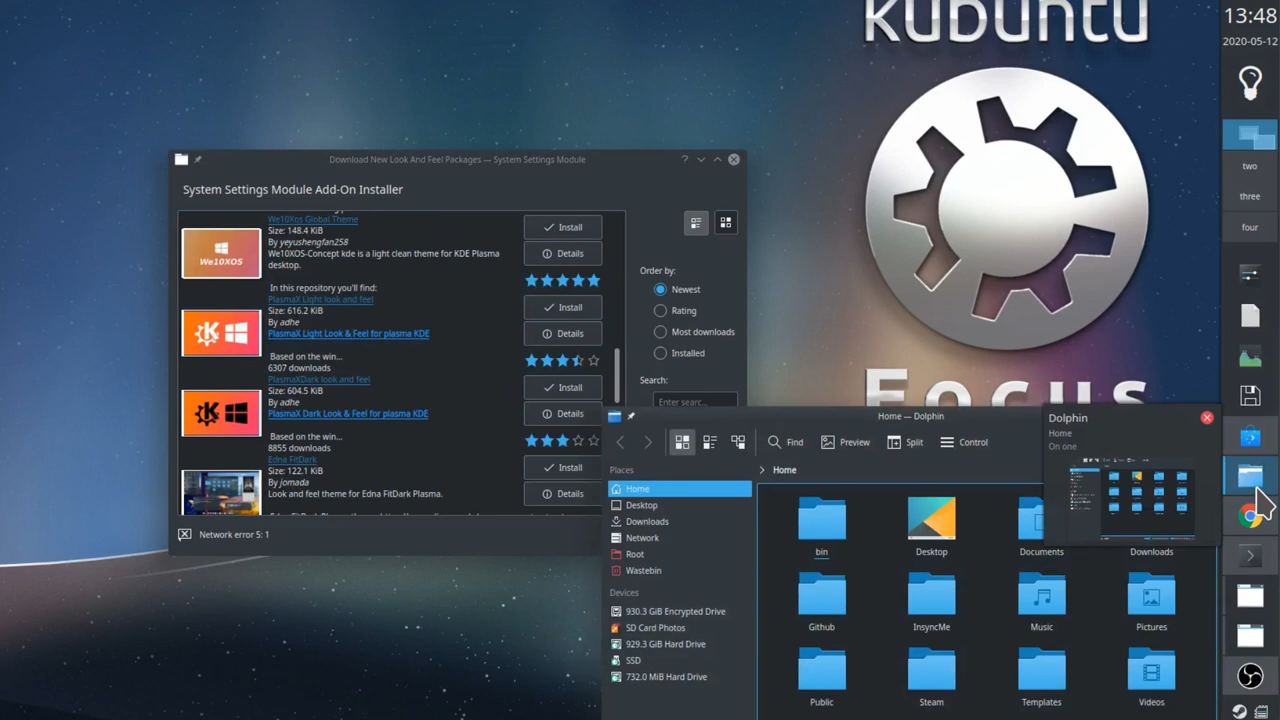 kubuntu
Focus
13:48
2020-05-12
two
three
four
Download New Look And Feel Packages — System Settings Module
System Settings Module Add-On Installer
We10XOS
We10Xos Global Theme
Size: 148.4 KiB
By yeyushengfan258
We10XOS-Concept kde is a light clean theme for KDE Plasma
desktop.
In this repository you'll find:
Install
Details
PlasmaX Light look and feel
Size: 616.2 KiB
By adhe
PlasmaX Light Look & Feel for plasma KDE
Based on the win...
6307 downloads
Install
Details
PlasmaXDark look and feel
Size: 604.5 KiB
By adhe
PlasmaX Dark Look & Feel for plasma KDE
Based on the win...
8855 downloads
Install
Details
Edna FitDark
Size: 122.1 KiB
By jomada
Look and feel theme for Edna FitDark Plasma.
Install
Details
Order by:
Newest
Rating
Most downloads
Installed
Search:
Enter searc...
Network error 5: 1
Home — Dolphin
Find
Preview
Split
Control
Places
Home
Desktop
Downloads
Network
Root
Wastebin
Devices
930.3 GiB Encrypted Drive
SD Card Photos
929.3 GiB Hard Drive
SSD
732.0 MiB Hard Drive
Home
bin
Desktop
Documents
Downloads
Github
InsyncMe
Music
Pictures
Public
Steam
Templates
Videos
Dolphin
Home
On one